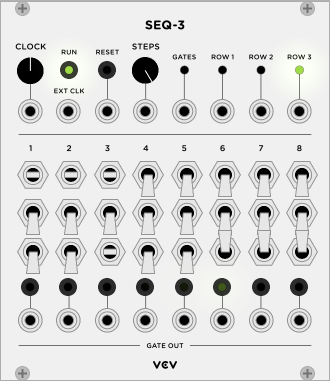 SEQ-3
CLOCK RUN RESET STEPS GATES ROW 1 ROW 2 ROW 3
EXT CLK
1 2 3 4 5 6 7 8
GATE OUT
VCV